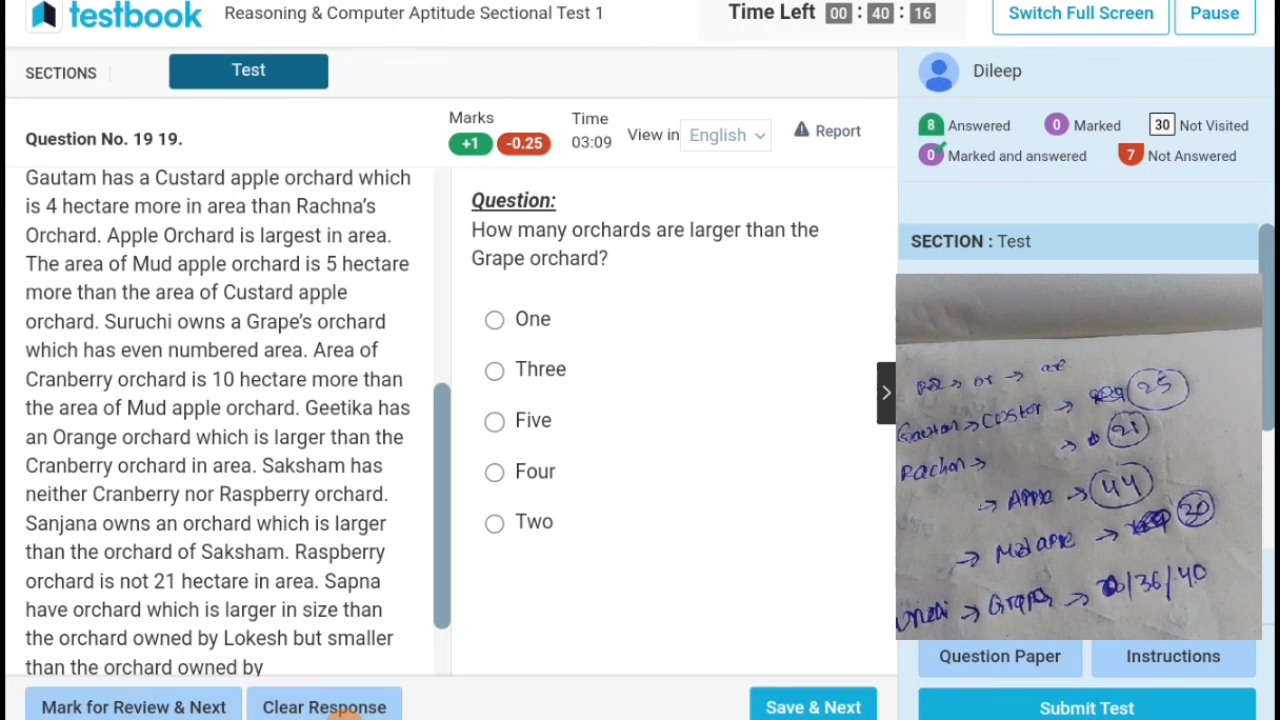 testbook
Reasoning & Computer Aptitude Sectional Test 1
Time Left 00 : 40 : 16
Switch Full Screen
Pause
SECTIONS
Test
Dileep
Question No. 19 19.
Marks
+1 -0.25
Time
03:09
View in English
Report
8 Answered
0 Marked
30 Not Visited
0 Marked and answered
7 Not Answered
SECTION : Test
Gautam has a Custard apple orchard which
is 4 hectare more in area than Rachna’s
Orchard. Apple Orchard is largest in area.
The area of Mud apple orchard is 5 hectare
more than the area of Custard apple
orchard. Suruchi owns a Grape’s orchard
which has even numbered area. Area of
Cranberry orchard is 10 hectare more than
the area of Mud apple orchard. Geetika has
an Orange orchard which is larger than the
Cranberry orchard in area. Saksham has
neither Cranberry nor Raspberry orchard.
Sanjana owns an orchard which is larger
than the orchard of Saksham. Raspberry
orchard is not 21 hectare in area. Sapna
have orchard which is larger in size than
the orchard owned by Lokesh but smaller
than the orchard owned by
Question:
How many orchards are larger than the
Grape orchard?
One
Three
Five
Four
Two
→ or →
→ → 25
→ → 21
→ Apple → 44
→ →
→ Grapes → /36/40
Mark for Review & Next
Clear Response
Save & Next
Question Paper
Instructions
Submit Test